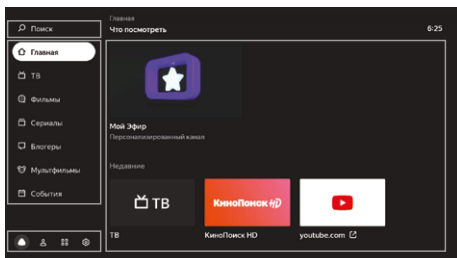 Главная
Поиск
Что посмотреть
6:25
Главная
ТВ
Фильмы
Сериалы
Блогеры
Мультфильмы
События
Мой Эфир
Персонализированный канал
Недавние
ТВ
КиноПоиск HD
ТВ
КиноПоиск HD
youtube.com